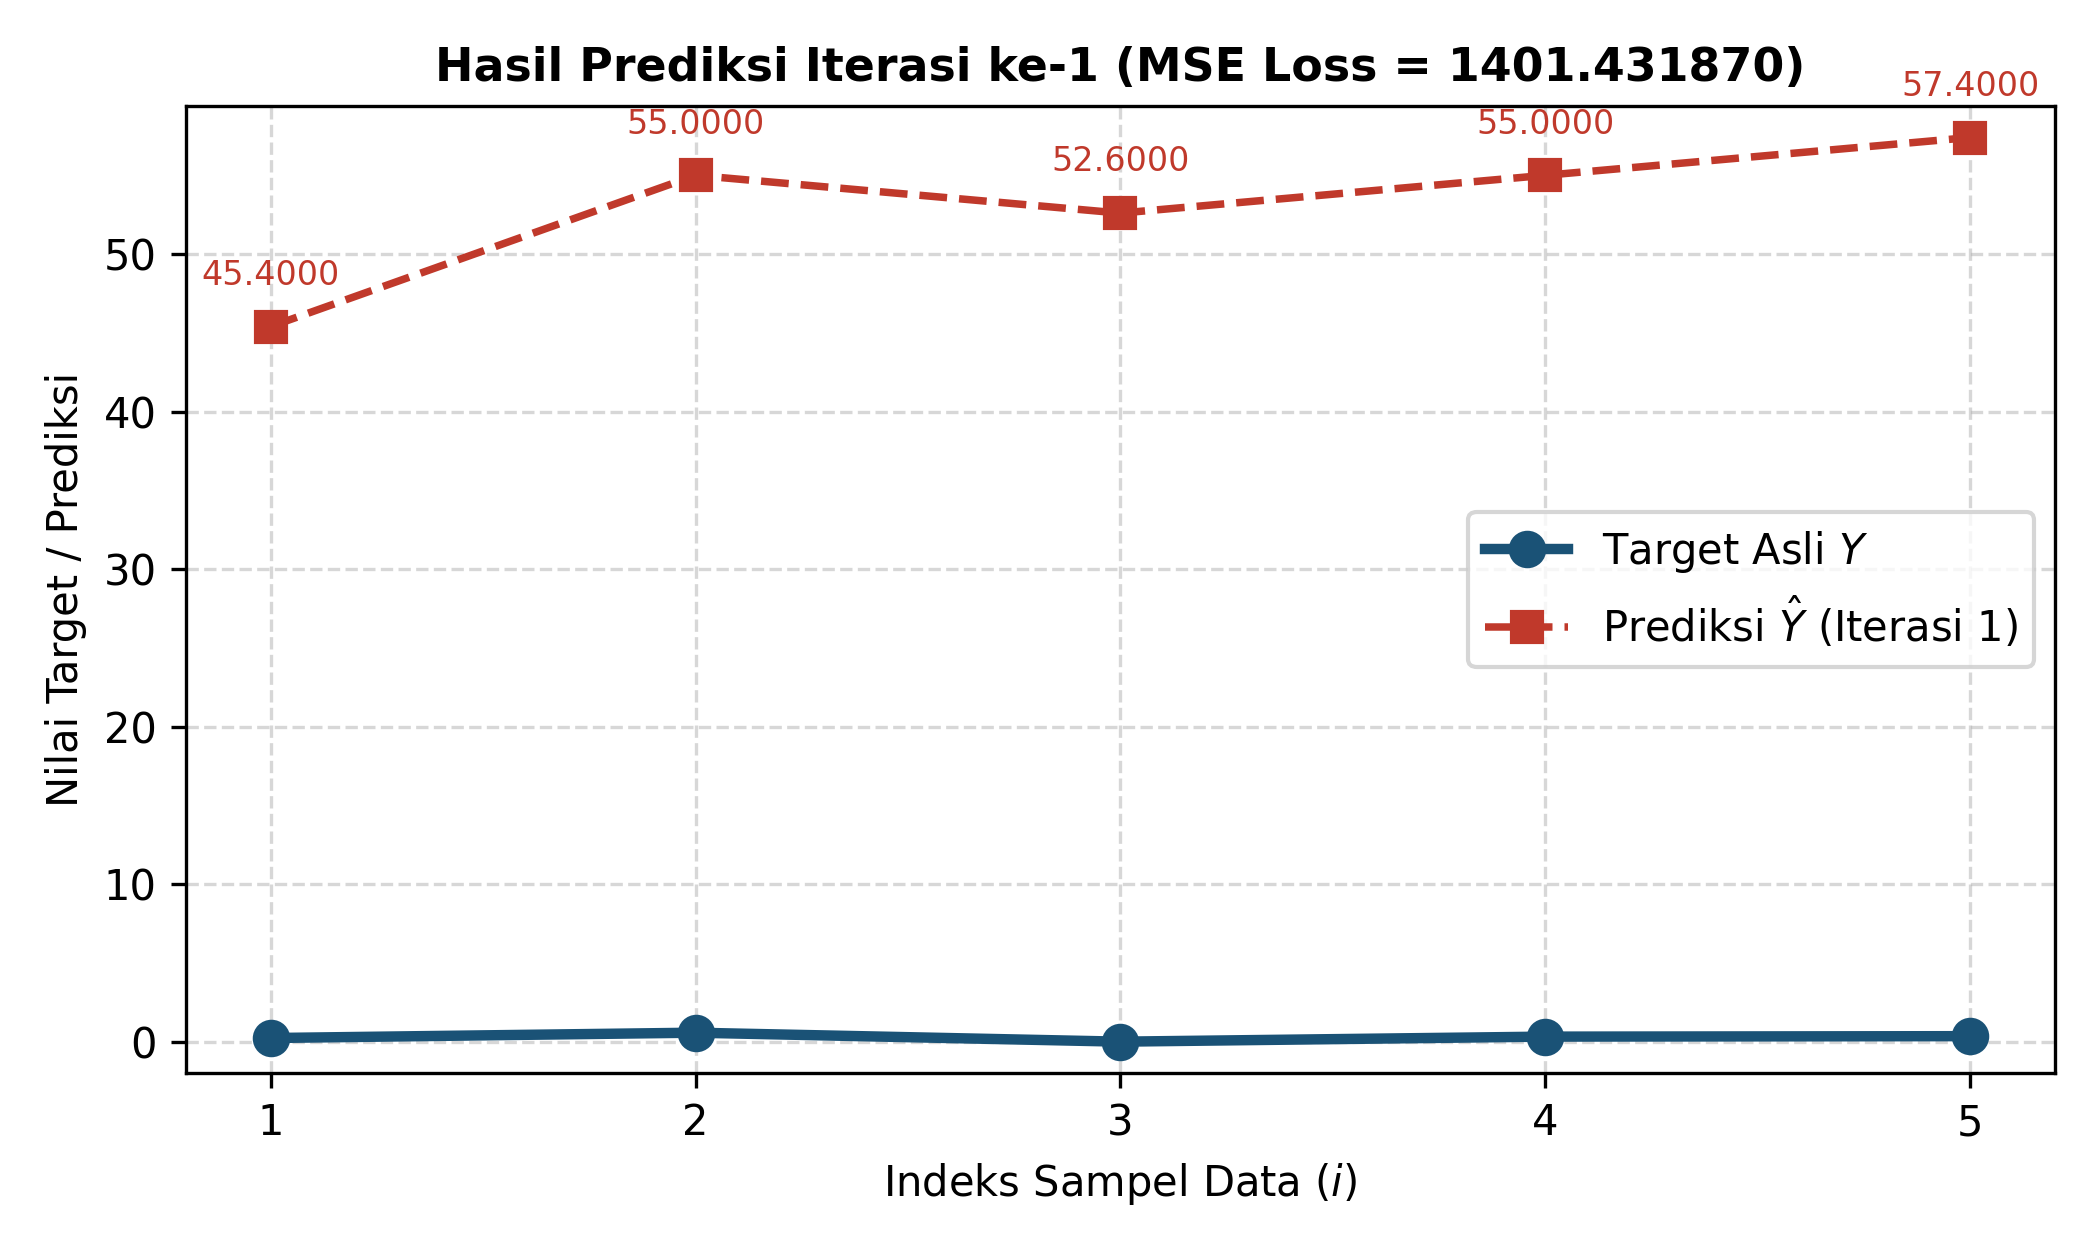 Hasil Prediksi Iterasi ke-1 (MSE Loss = 1401.431870)
57.4000
55.0000
55.0000
52.6000
45.4000
50
40
30
20
10
0
Nilai Target / Prediksi
Target Asli Y
Prediksi Ŷ (Iterasi 1)
1 2 3 4 5
Indeks Sampel Data (i)